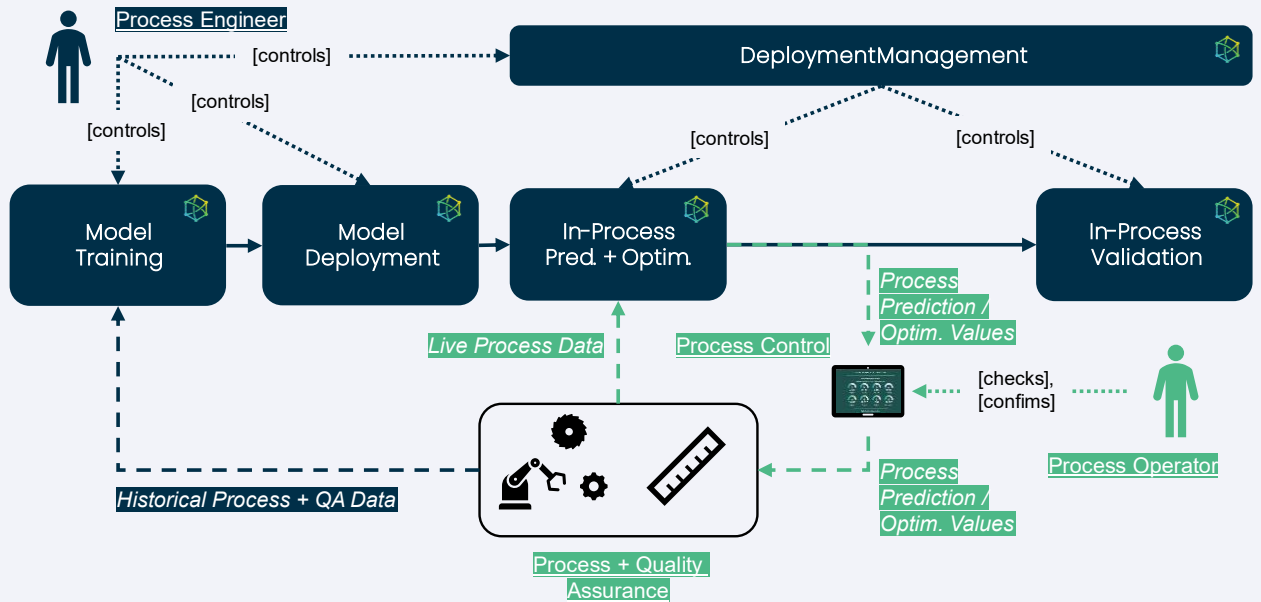 Process Engineer
[controls]
DeploymentManagement
[controls]
[controls]
[controls]
[controls]
Model
Training
Model
Deployment
In-Process
Pred. + Optim.
In-Process
Validation
Process
Prediction /
Optim. Values
Live Process Data
Process Control
[checks],
[confims]
Process Operator
Process
Prediction /
Optim. Values
Historical Process + QA Data
Process + Quality
Assurance